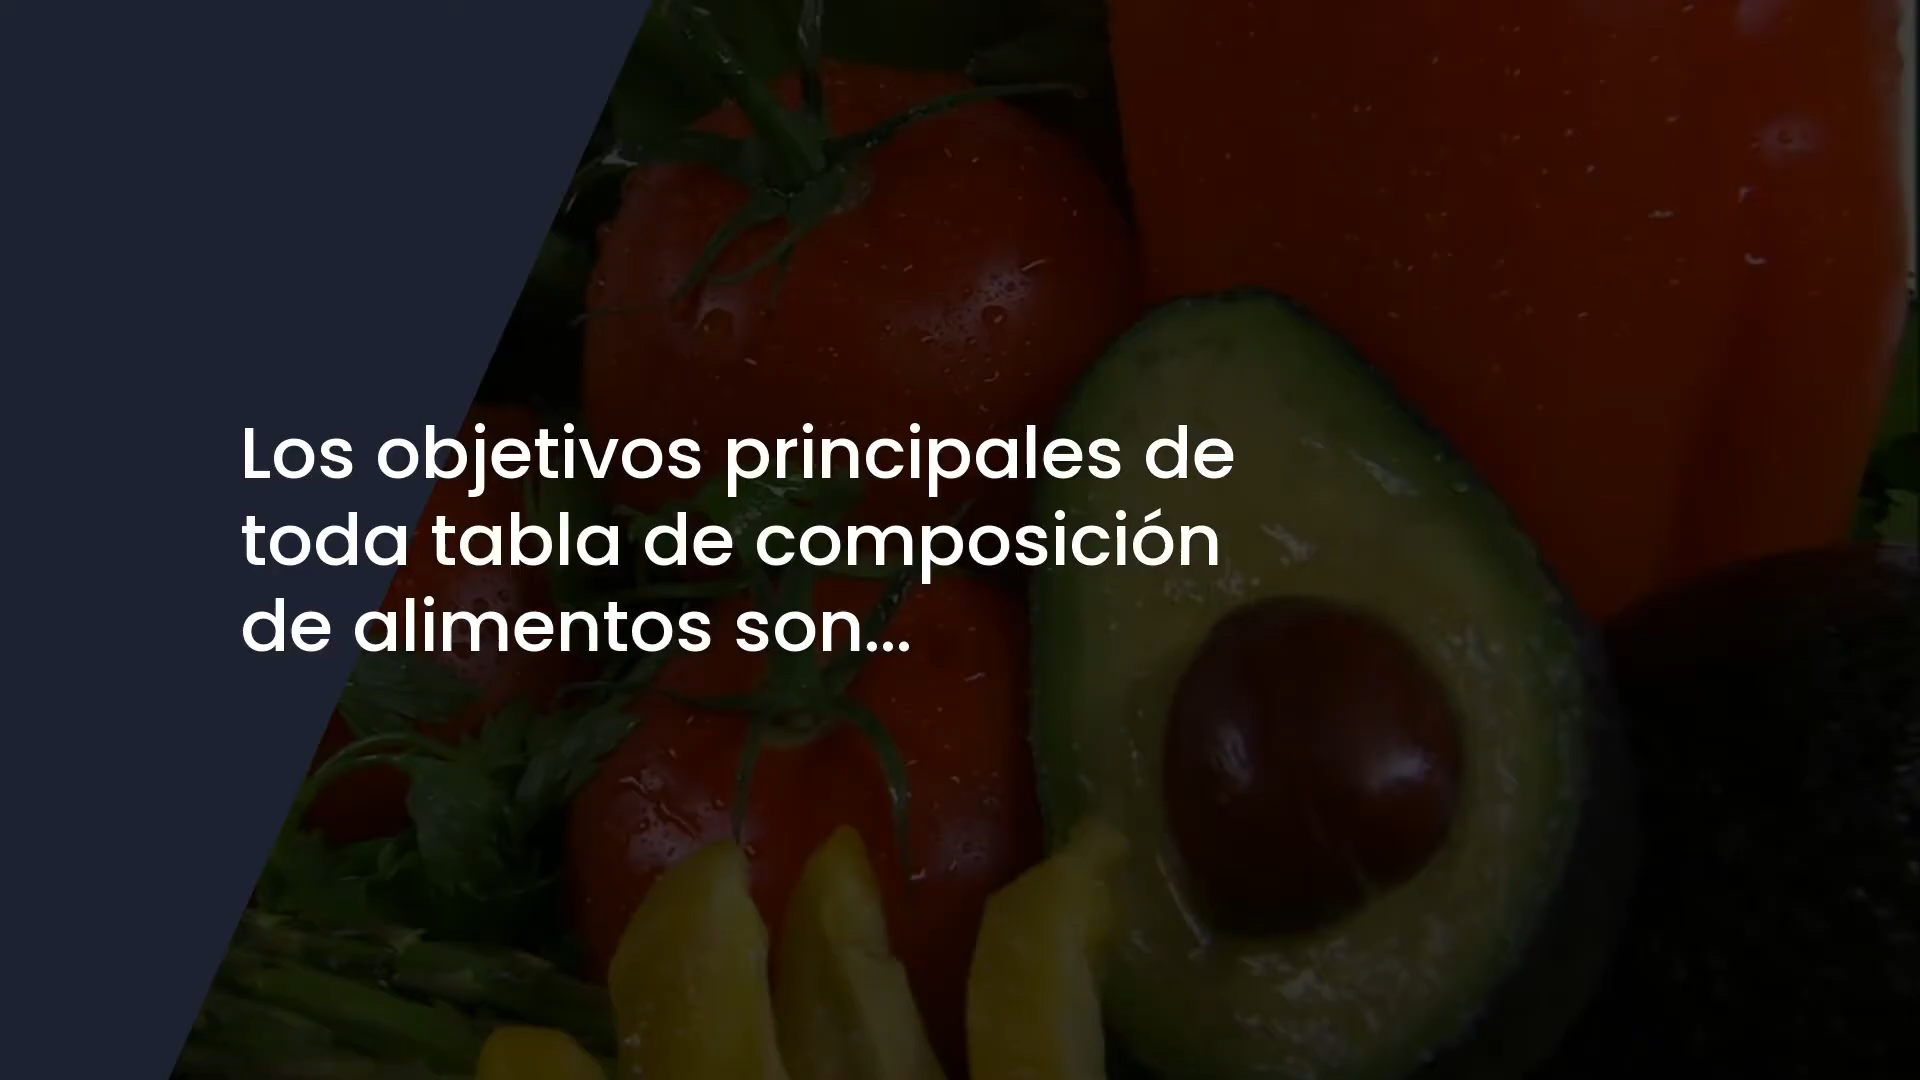 Los objetivos principales de
toda tabla de composición
de alimentos son...